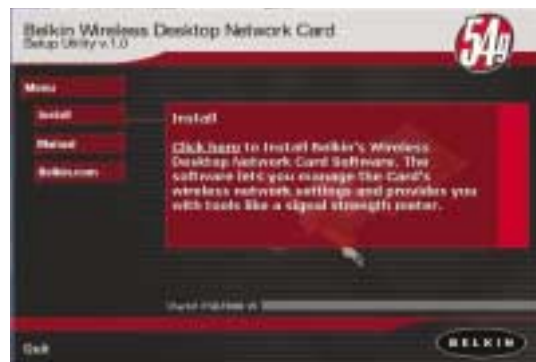 Belkin Wireless Desktop Network Card
Setup Utility v.1.0
54g
Menu
Install
Manual
Belkin.com
Install
Click here to Install Belkin's Wireless
Desktop Network Card Software. The
software lets you manage the Card's
wireless network settings and provides you
with tools like a signal strength meter.
Quit
BELKIN